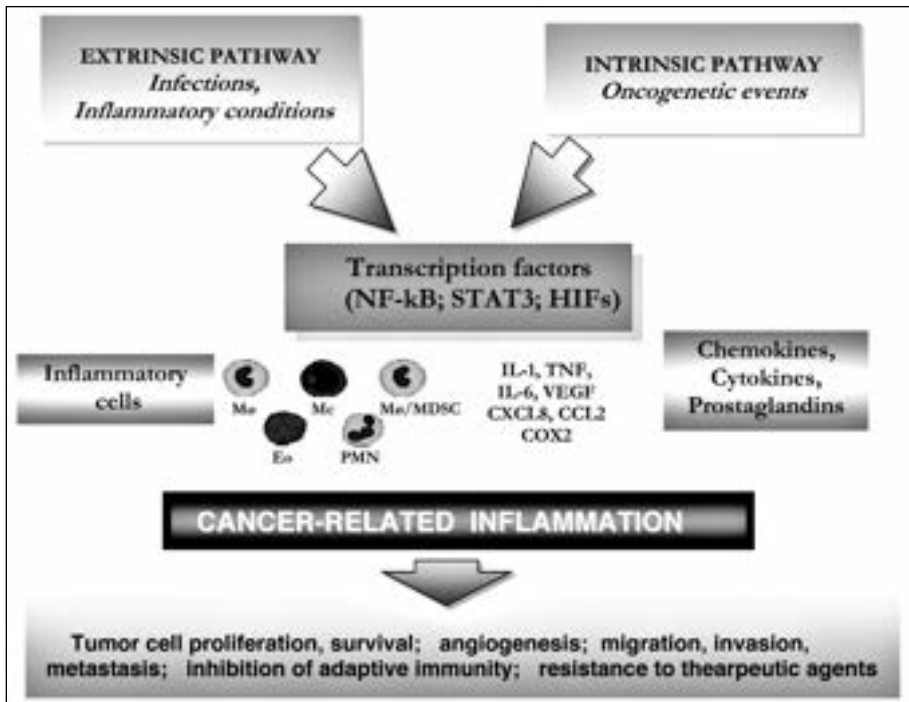 EXTRINSIC PATHWAY
Infections,
Inflammatory conditions
INTRINSIC PATHWAY
Oncogenetic events
Transcription factors
(NF-kB; STAT3; HIFs)
Inflammatory
cells
Mø Mc Mø/MDSC
Eo PMN
IL-1, TNF,
IL-6, VEGF
CXCL8, CCL2
COX2
Chemokines,
Cytokines,
Prostaglandins
CANCER-RELATED INFLAMMATION
Tumor cell proliferation, survival; angiogenesis; migration, invasion,
metastasis; inhibition of adaptive immunity; resistance to thearpeutic agents